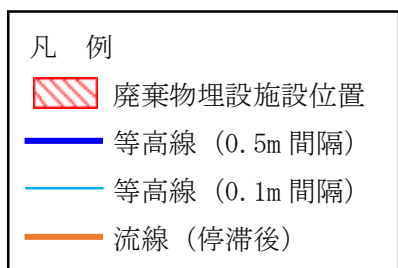 凡　例
廃棄物埋設施設位置
等高線（0.5m 間隔）
等高線（0.1m 間隔）
流線（停滞後）